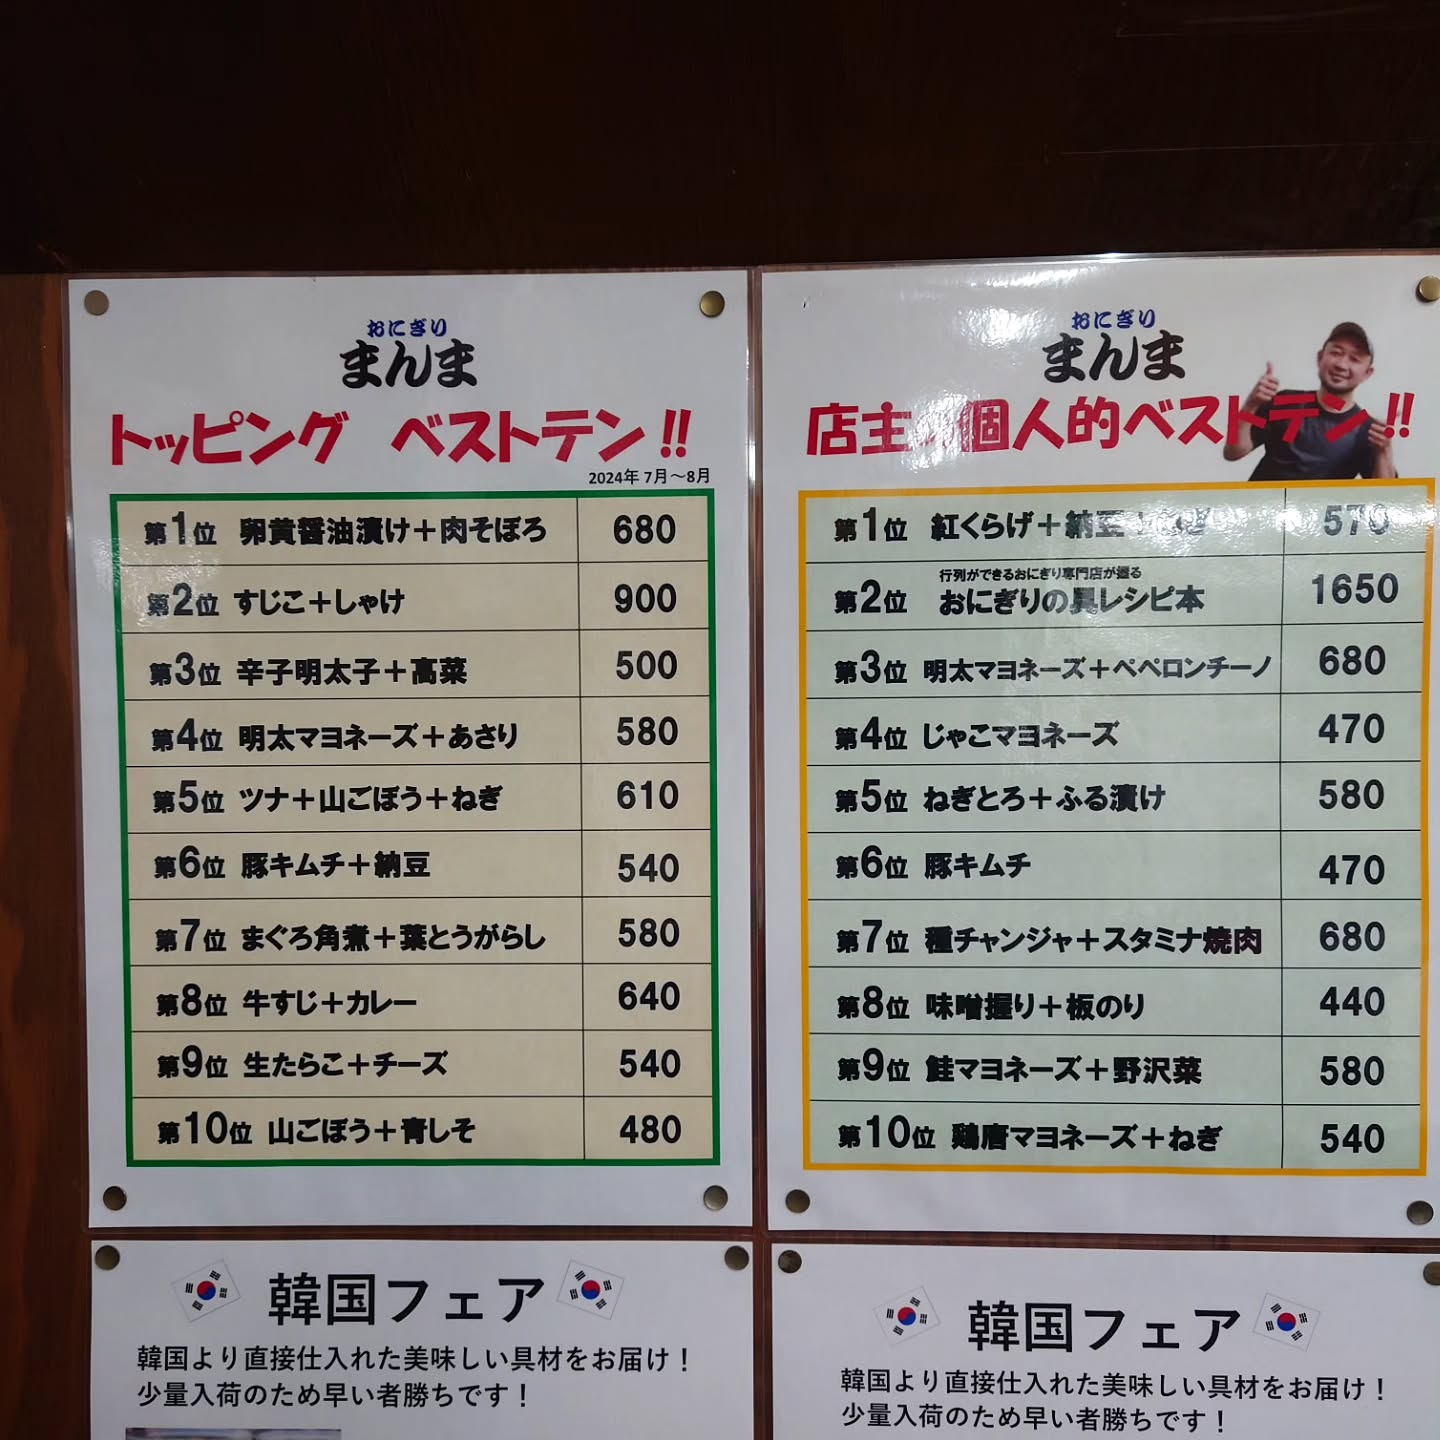 おにぎり
まんま
トッピング ベストテン!!
2024年 7月～8月
第1位 卵黄醤油漬け＋肉そぼろ 680
第2位 すじこ＋しゃけ 900
第3位 辛子明太子＋高菜 500
第4位 明太マヨネーズ＋あさり 580
第5位 ツナ＋山ごぼう＋ねぎ 610
第6位 豚キムチ＋納豆 540
第7位 まぐろ角煮＋葉とうがらし 580
第8位 牛すじ＋カレー 640
第9位 生たらこ＋チーズ 540
第10位 山ごぼう＋青しそ 480
おにぎり
まんま
店主の個人的ベストテン!!
第1位 紅くらげ＋納豆＋ 570
行列ができるおにぎり専門店が握る
第2位 おにぎりの具レシピ本 1650
第3位 明太マヨネーズ＋ペペロンチーノ 680
第4位 じゃこマヨネーズ 470
第5位 ねぎとろ＋ふる漬け 580
第6位 豚キムチ 470
第7位 種チャンジャ＋スタミナ焼肉 680
第8位 味噌握り＋板のり 440
第9位 鮭マヨネーズ＋野沢菜 580
第10位 鶏唐マヨネーズ＋ねぎ 540
韓国フェア
韓国より直接仕入れた美味しい具材をお届け！
少量入荷のため早い者勝ちです！
韓国フェア
韓国より直接仕入れた美味しい具材をお届け！
少量入荷のため早い者勝ちです！